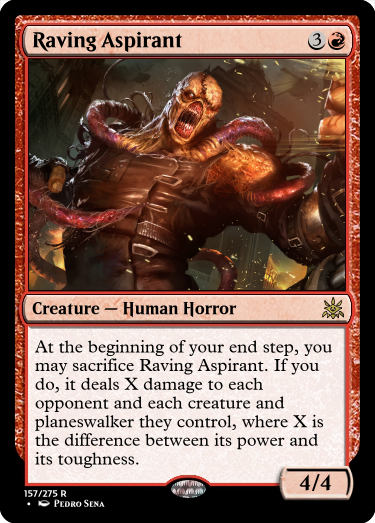 Raving Aspirant 3
Creature — Human Horror
At the beginning of your end step, you
may sacrifice Raving Aspirant. If you
do, it deals X damage to each
opponent and each creature and
planeswalker they control, where X is
the difference between its power and
its toughness.
4/4
157/275 R
• Pedro Sena